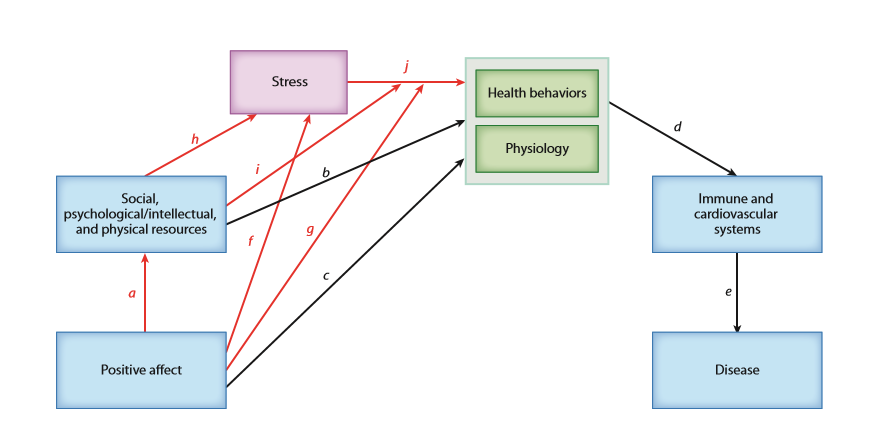 j
Stress
Health behaviors
h
d
Physiology
i
b
Social,
psychological/intellectual,
and physical resources
Immune and
cardiovascular
systems
g
f
c
a
e
Positive affect
Disease